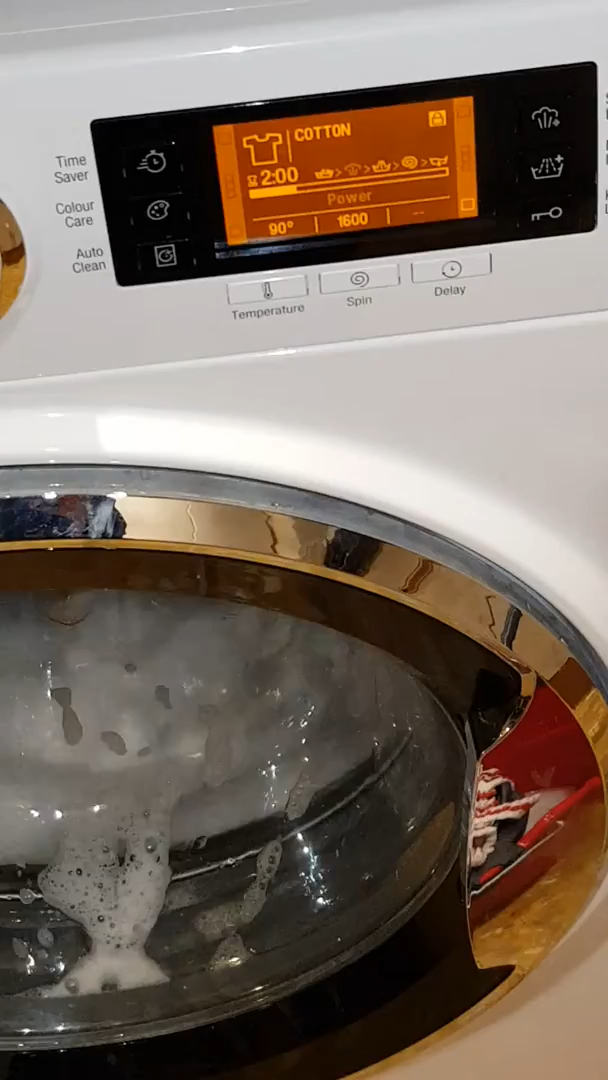 Time
Saver
Colour
Care
Auto
Clean
COTTON
2:00
Power
90° 1600 --
Temperature
Spin
Delay